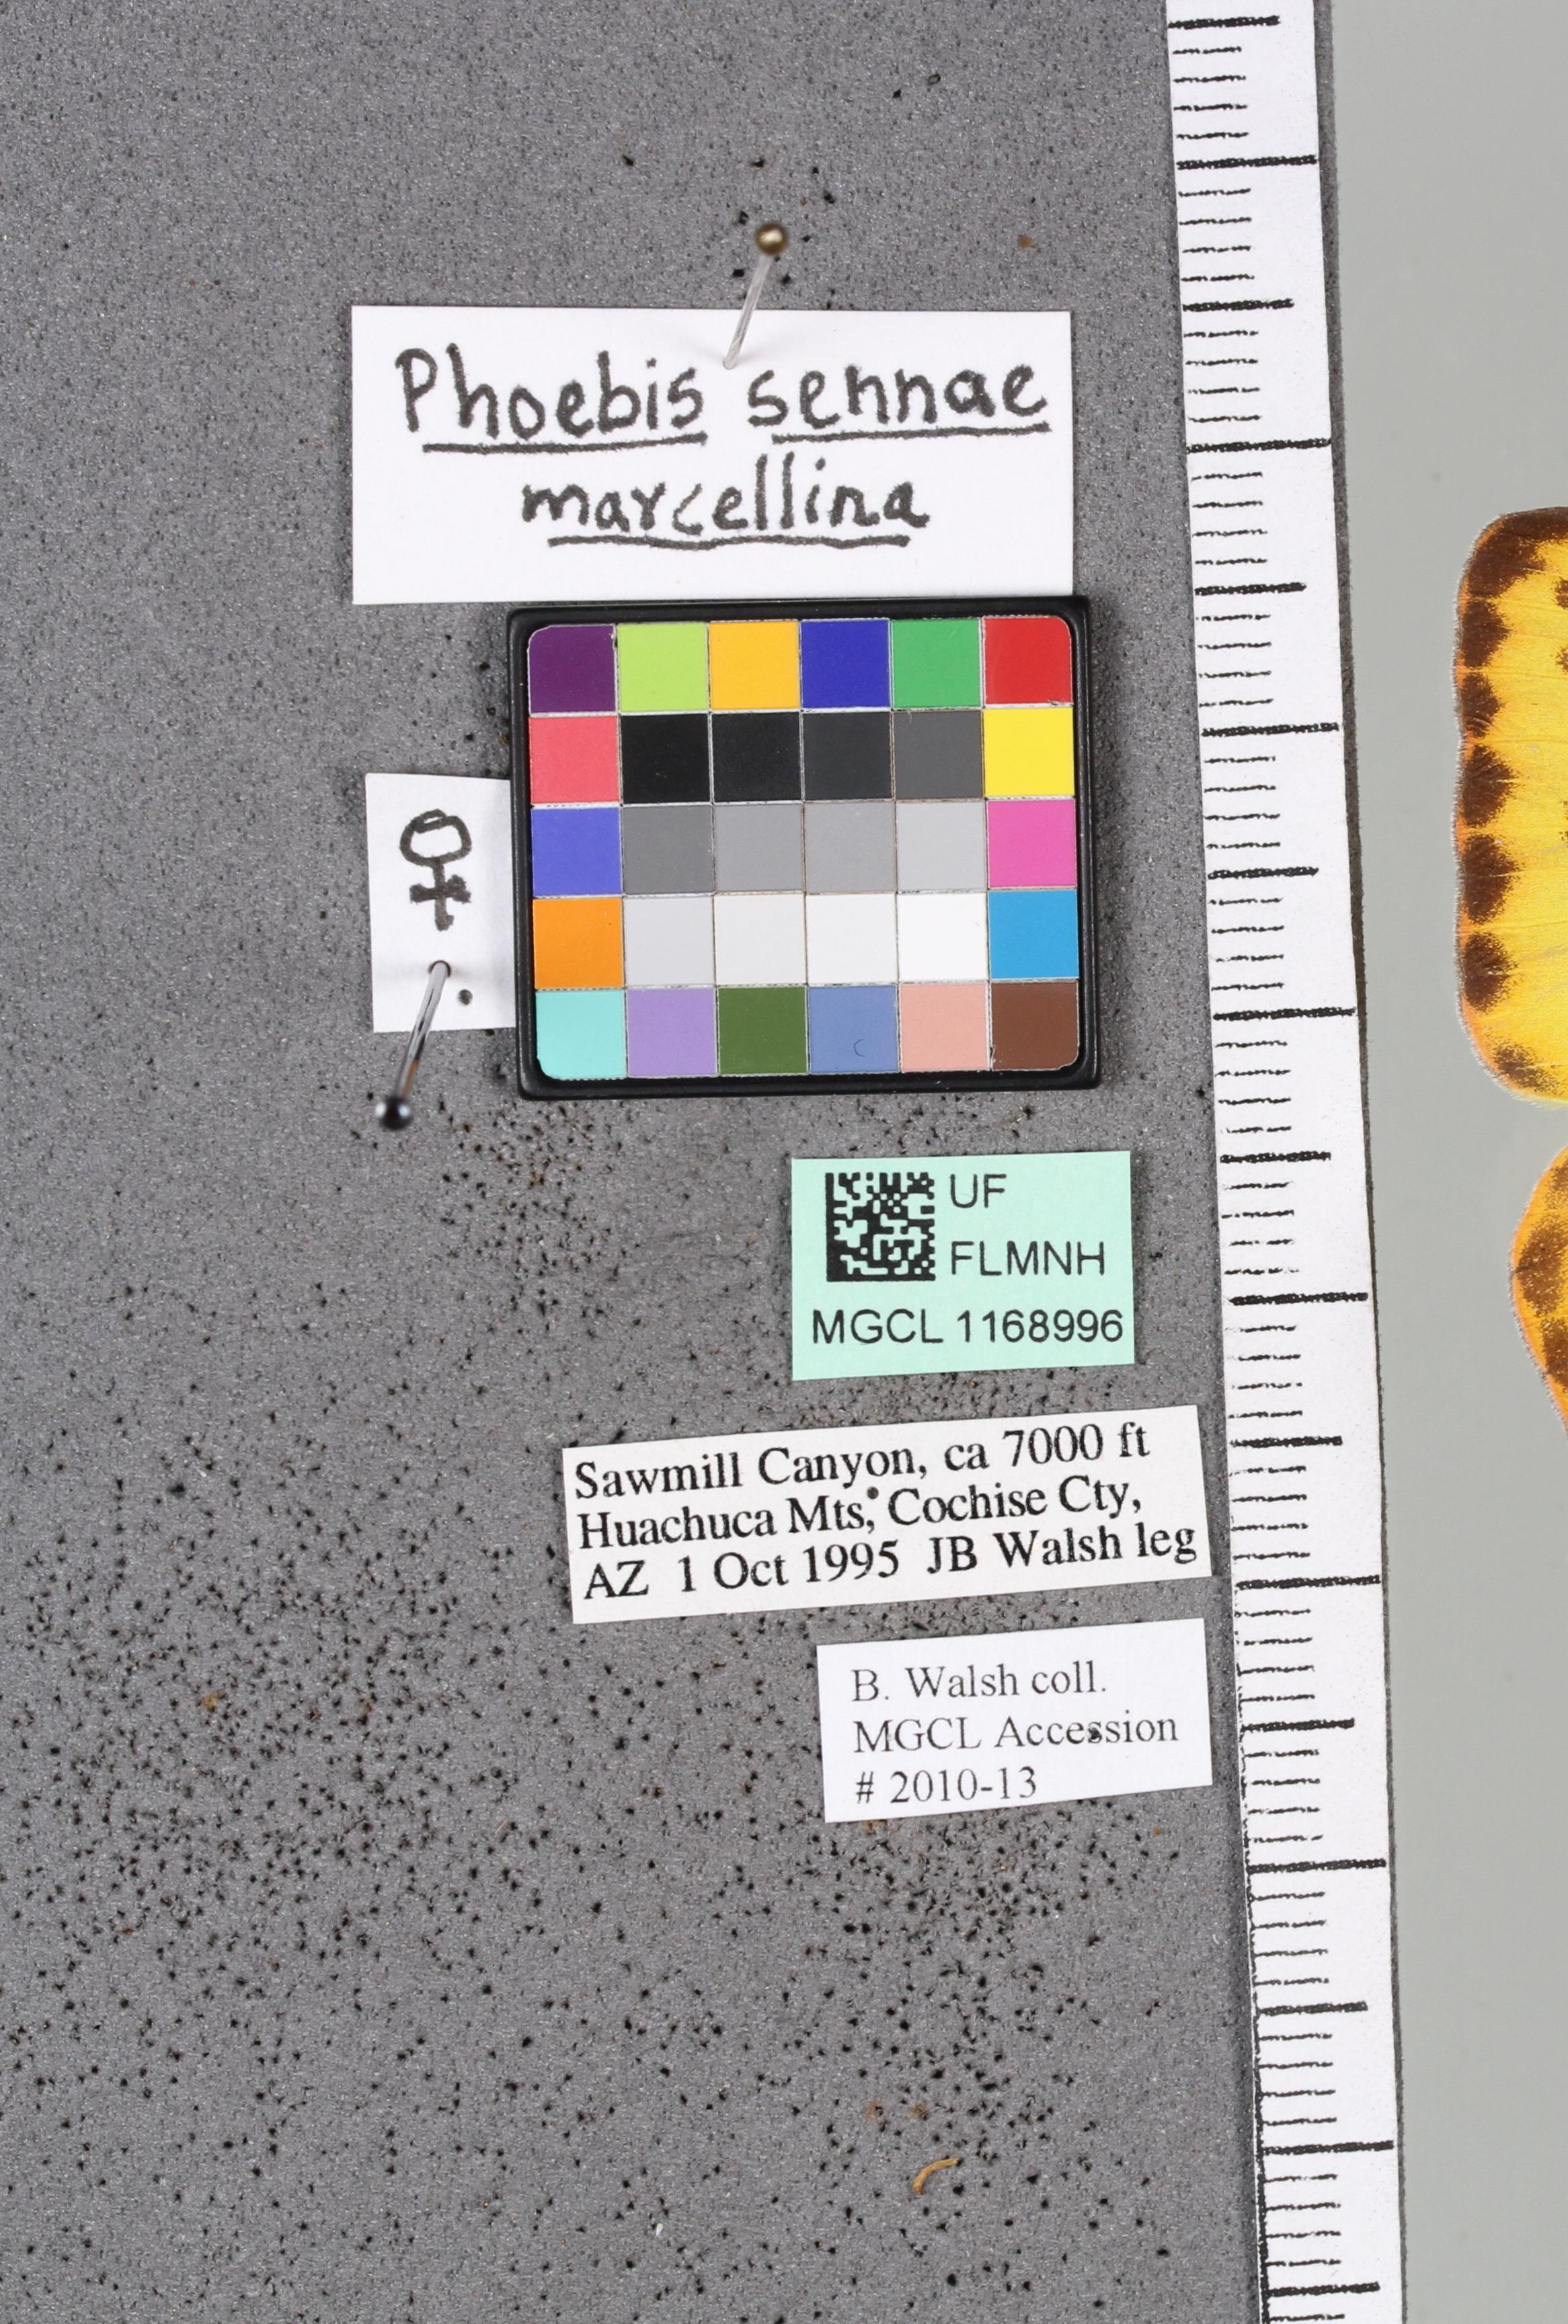 Phoebis sennae
marcellina
♀
UF
FLMNH
MGCL 1168996
Sawmill Canyon, ca 7000 ft
Huachuca Mts, Cochise Cty,
AZ 1 Oct 1995 JB Walsh leg
B. Walsh coll.
MGCL Accession
# 2010-13